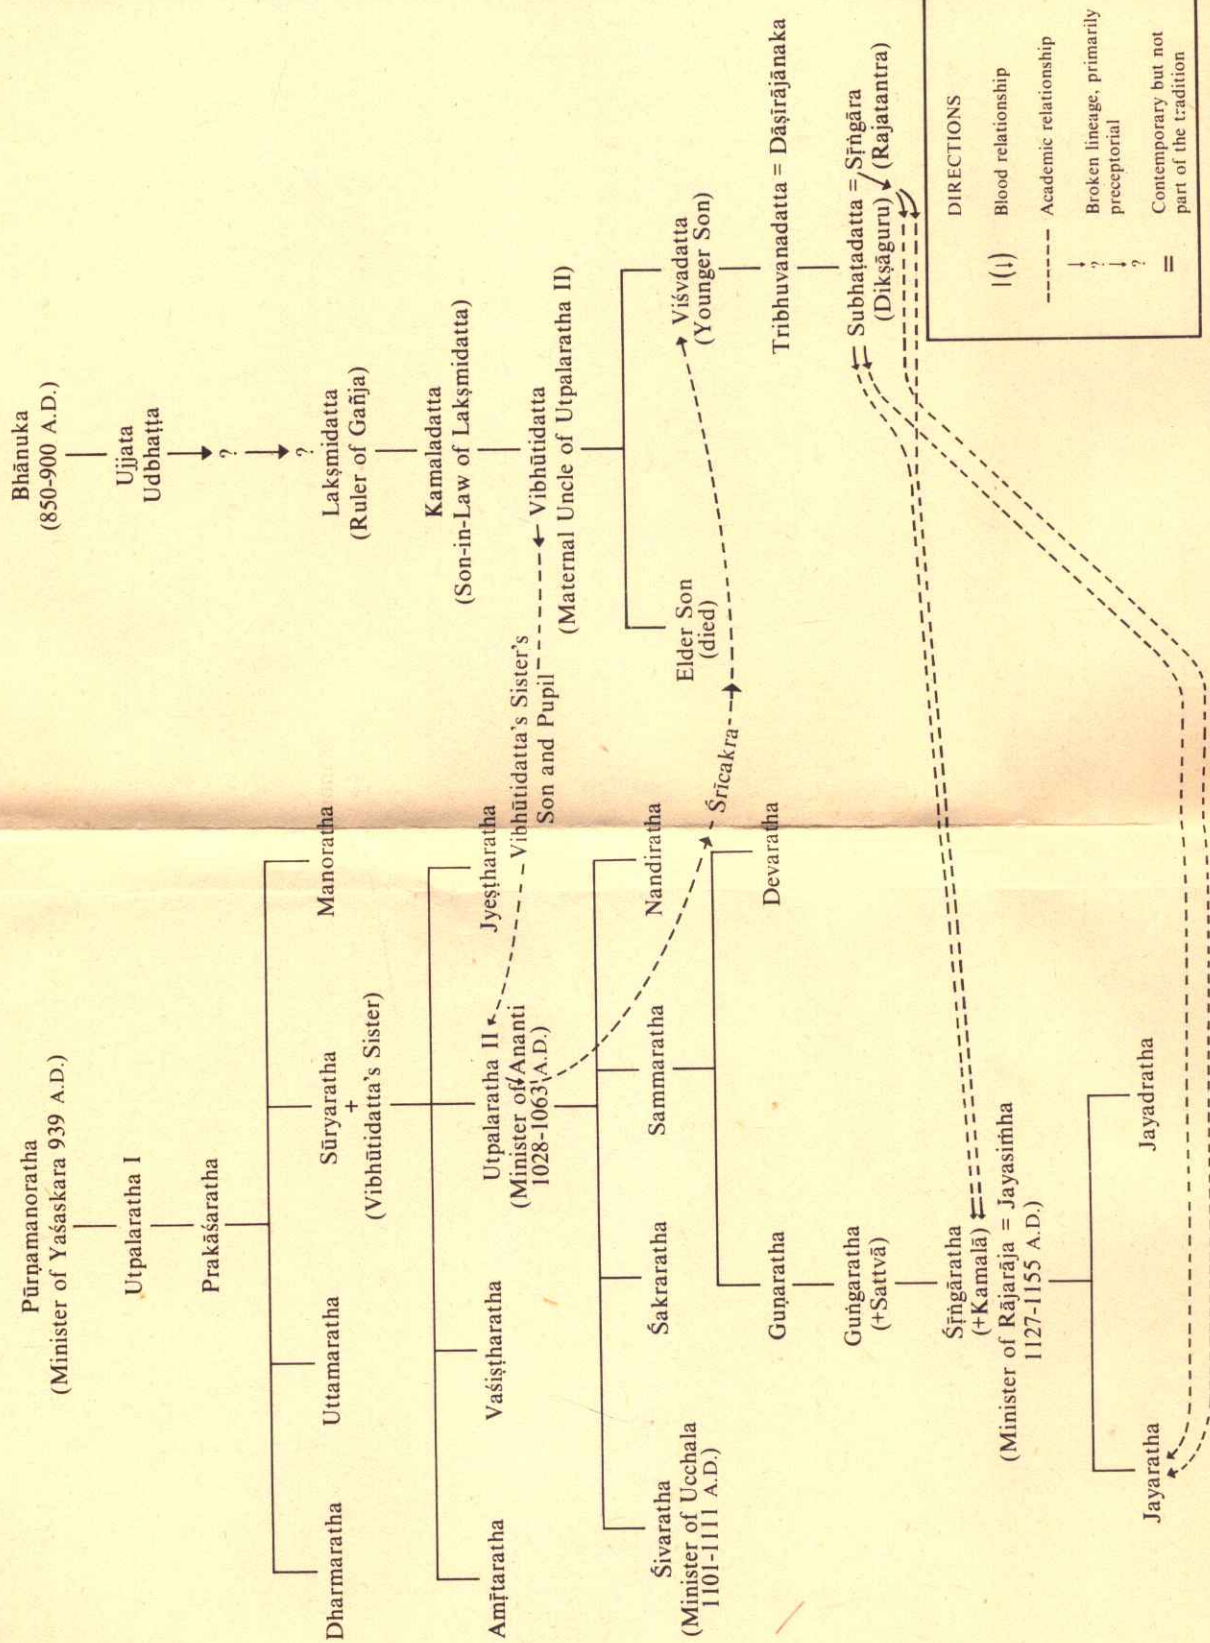 Pūrṇamanoratha
(Minister of Yaśaskara 939 A.D.)
Utpalaratha I
Prakāśaratha
Dharmaratha
Uttamaratha
Sūryaratha
+
(Vibhūtidatta's Sister)
Manoratha
Amṛtaratha
Vaśiṣṭharatha
Utpalaratha II
(Minister of Ananti
1028-1063 A.D.)
Jyeṣṭharatha
Vibhūtidatta's Sister's
Son and Pupil
Śivaratha
(Minister of Ucchala
1101-1111 A.D.)
Śakraratha
Sammaratha
Nandiratha
Śrīcakra
Guṇaratha
Devaratha
Guṅgaratha
(+Sattvā)
Śṝṅgāratha
(+Kamalā)
(Minister of Rājarāja = Jayasiṁha
1127-1155 A.D.)
Jayaratha
Jayadratha
Bhānuka
(850-900 A.D.)
Ujjata
Udbhaṭṭa
?
?
Lakṣmidatta
(Ruler of Gañja)
Kamaladatta
(Son-in-Law of Lakṣmidatta)
Vibhūtidatta
(Maternal Uncle of Utpalaratha II)
Elder Son
(died)
Viśvadatta
(Younger Son)
Tribhuvanadatta = Dāṣīrājānaka
Subhaṭadatta = Sṝṅgāra
(Dikṣāguru) (Rajatantra)
DIRECTIONS
|(↓) Blood relationship
------ Academic relationship
↓?↓? Broken lineage, primarily
preceptorial
= Contemporary but not
part of the tradition